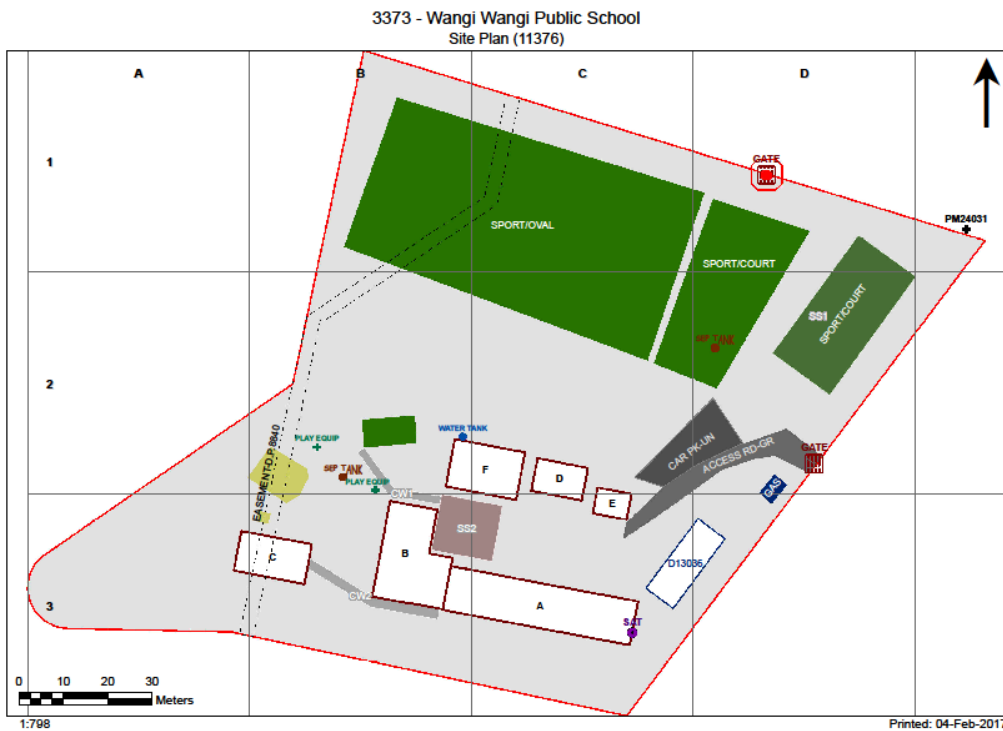 3373 - Wangi Wangi Public School
Site Plan (11376)
A
B
C
D
1
GATE
PM24031
SPORT/OVAL
SPORT/COURT
SS1
SPORT/COURT
SEP TANK
2
WATER TANK
PLAY EQUIP
EASEMENT-D.P.8840
CAR PK-UN
ACCESS RD-GR
GATE
F
D
SEP TANK
PLAY EQUIP
CW1
E
GAS
SS2
B
C
D13036
CW2
A
3
SAT
0
10
20
30
Meters
1:798
Printed: 04-Feb-2017